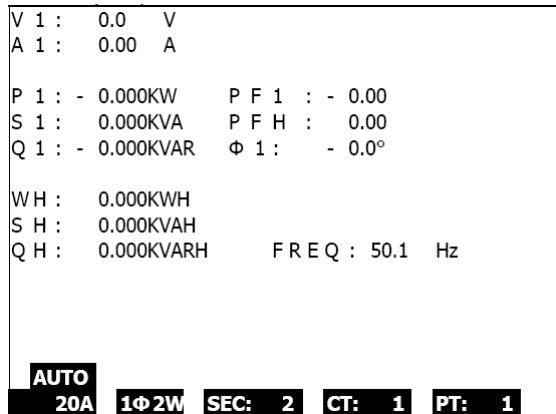 V 1 : 0.0 V
A 1 : 0.00 A
P 1 : - 0.000KW P F 1 : - 0.00
S 1 : 0.000KVA P F H : 0.00
Q 1 : - 0.000KVAR Φ 1 : - 0.0°
W H : 0.000KWH
S H : 0.000KVAH
Q H : 0.000KVARH F R E Q : 50.1 Hz
AUTO
20A 1Φ2W SEC: 2 CT: 1 PT: 1